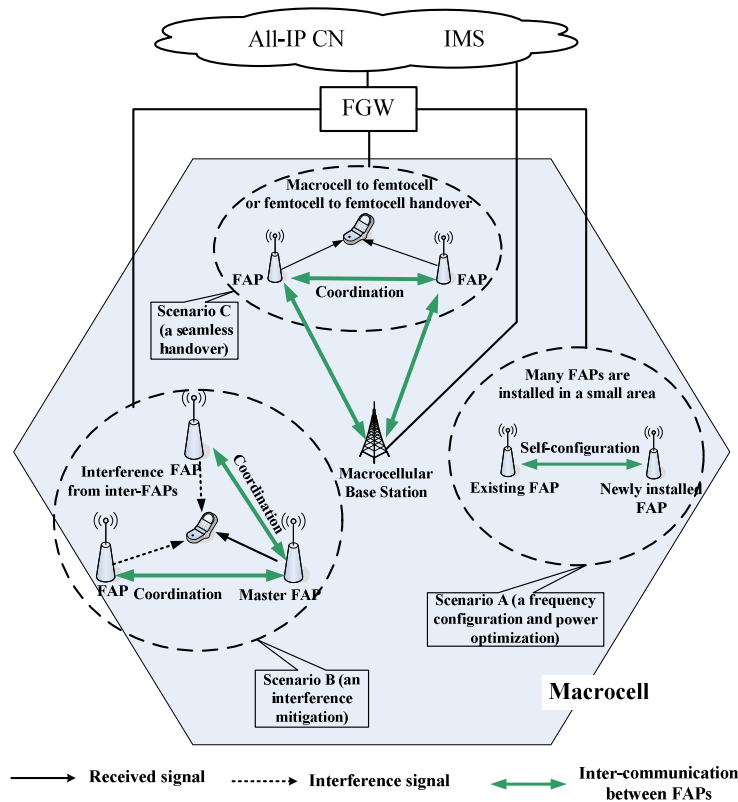 All-IP CN IMS
FGW
Macrocell to femtocell
or femtocell to femtocell handover
FAP
FAP
Coordination
Scenario C
(a seamless
handover)
Many FAPs are
installed in a small area
Self-configuration
Existing FAP
Newly installed
FAP
Macrocellular
Base Station
FAP
Interference
from inter-FAPs
Coordination
FAP
Coordination
Master FAP
Scenario A (a frequency
configuration and power
optimization)
Scenario B (an
interference
mitigation)
Macrocell
Received signal
Interference signal
Inter-communication
between FAPs